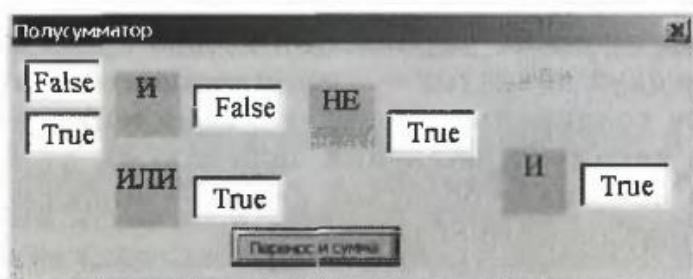 Полусумматор
False И False НЕ
True True
ИЛИ True И True
Перенос и сумма